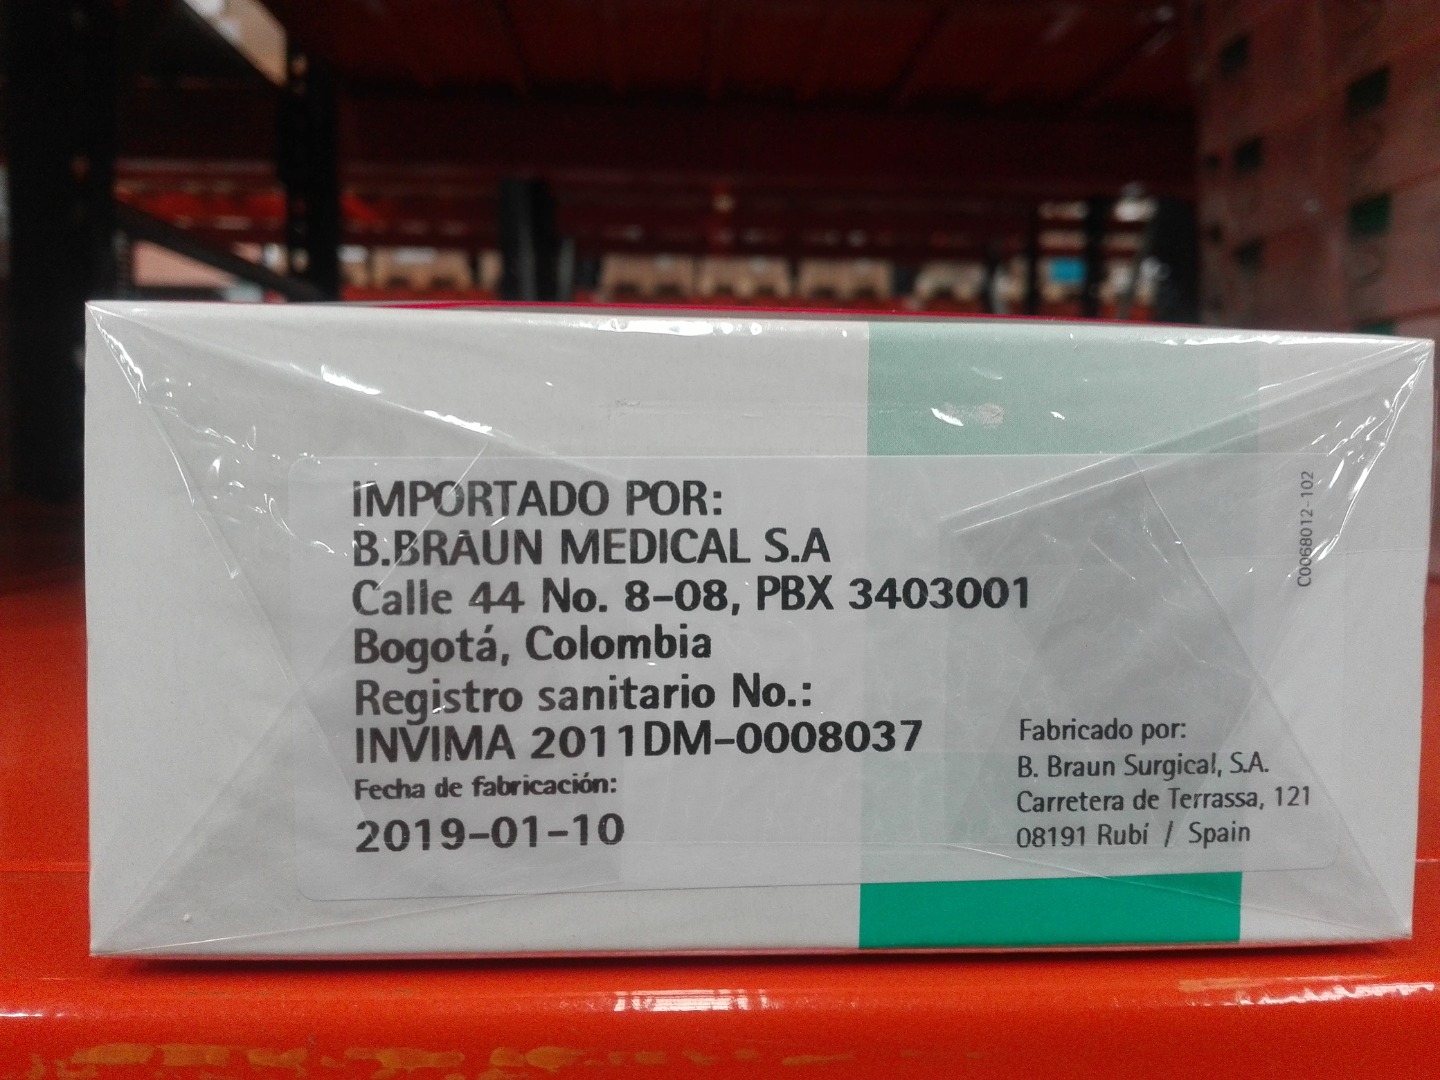 IMPORTADO POR:
B.BRAUN MEDICAL S.A
Calle 44 No. 8-08, PBX 3403001
Bogotá, Colombia
Registro sanitario No.:
INVIMA 2011DM-0008037
Fecha de fabricación:
2019-01-10
Fabricado por:
B. Braun Surgical, S.A.
Carretera de Terrassa, 121
08191 Rubí / Spain
C0068012-102